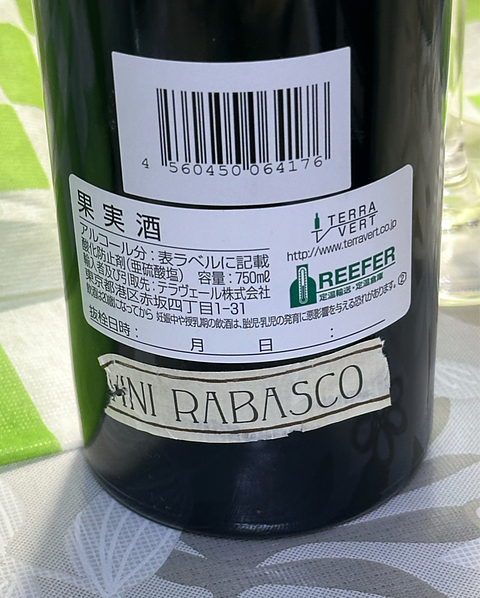 4 560450 064176
果実酒
アルコール分：表ラベルに記載
酸化防止剤(亜硫酸塩) 容量：750mℓ
輸入者及び引取先：テラヴェール株式会社
東京都港区赤坂四丁目1-31
飲酒は20歳になってから 妊娠中や授乳期の飲酒は、胎児・乳児の発育に悪影響を与える恐れがあります。②
抜栓日時： 月 日 ：
TERRA
VERT
http://www.terravert.co.jp
REEFER
定温輸送・定温倉庫
VINI RABASCO